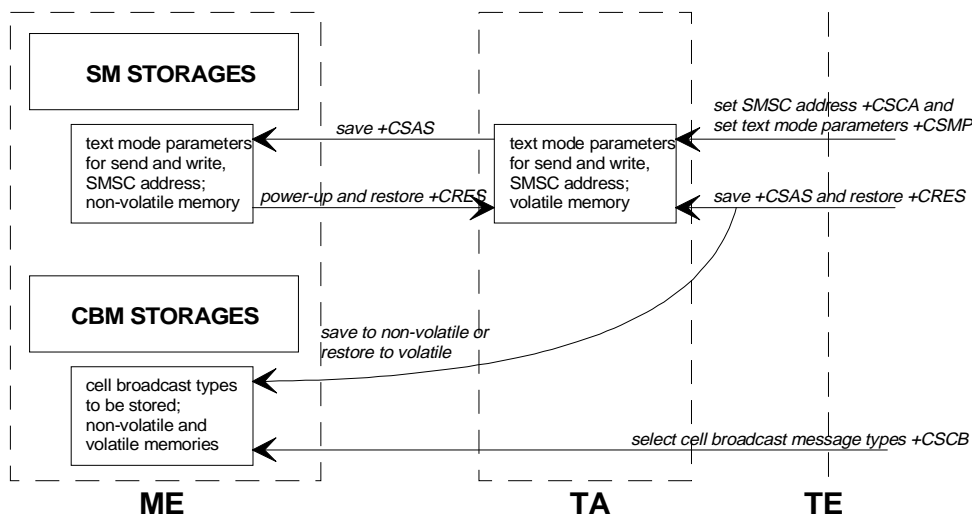 SM STORAGES
set SMSC address +CSCA and
set text mode parameters +CSMP
save +CSAS
text mode parameters
for send and write,
SMSC address;
non-volatile memory
text mode parameters
for send and write,
SMSC address;
volatile memory
power-up and restore +CRES
save +CSAS and restore +CRES
CBM STORAGES
save to non-volatile or
restore to volatile
cell broadcast types
to be stored;
non-volatile and
volatile memories
select cell broadcast message types +CSCB
ME
TA
TE